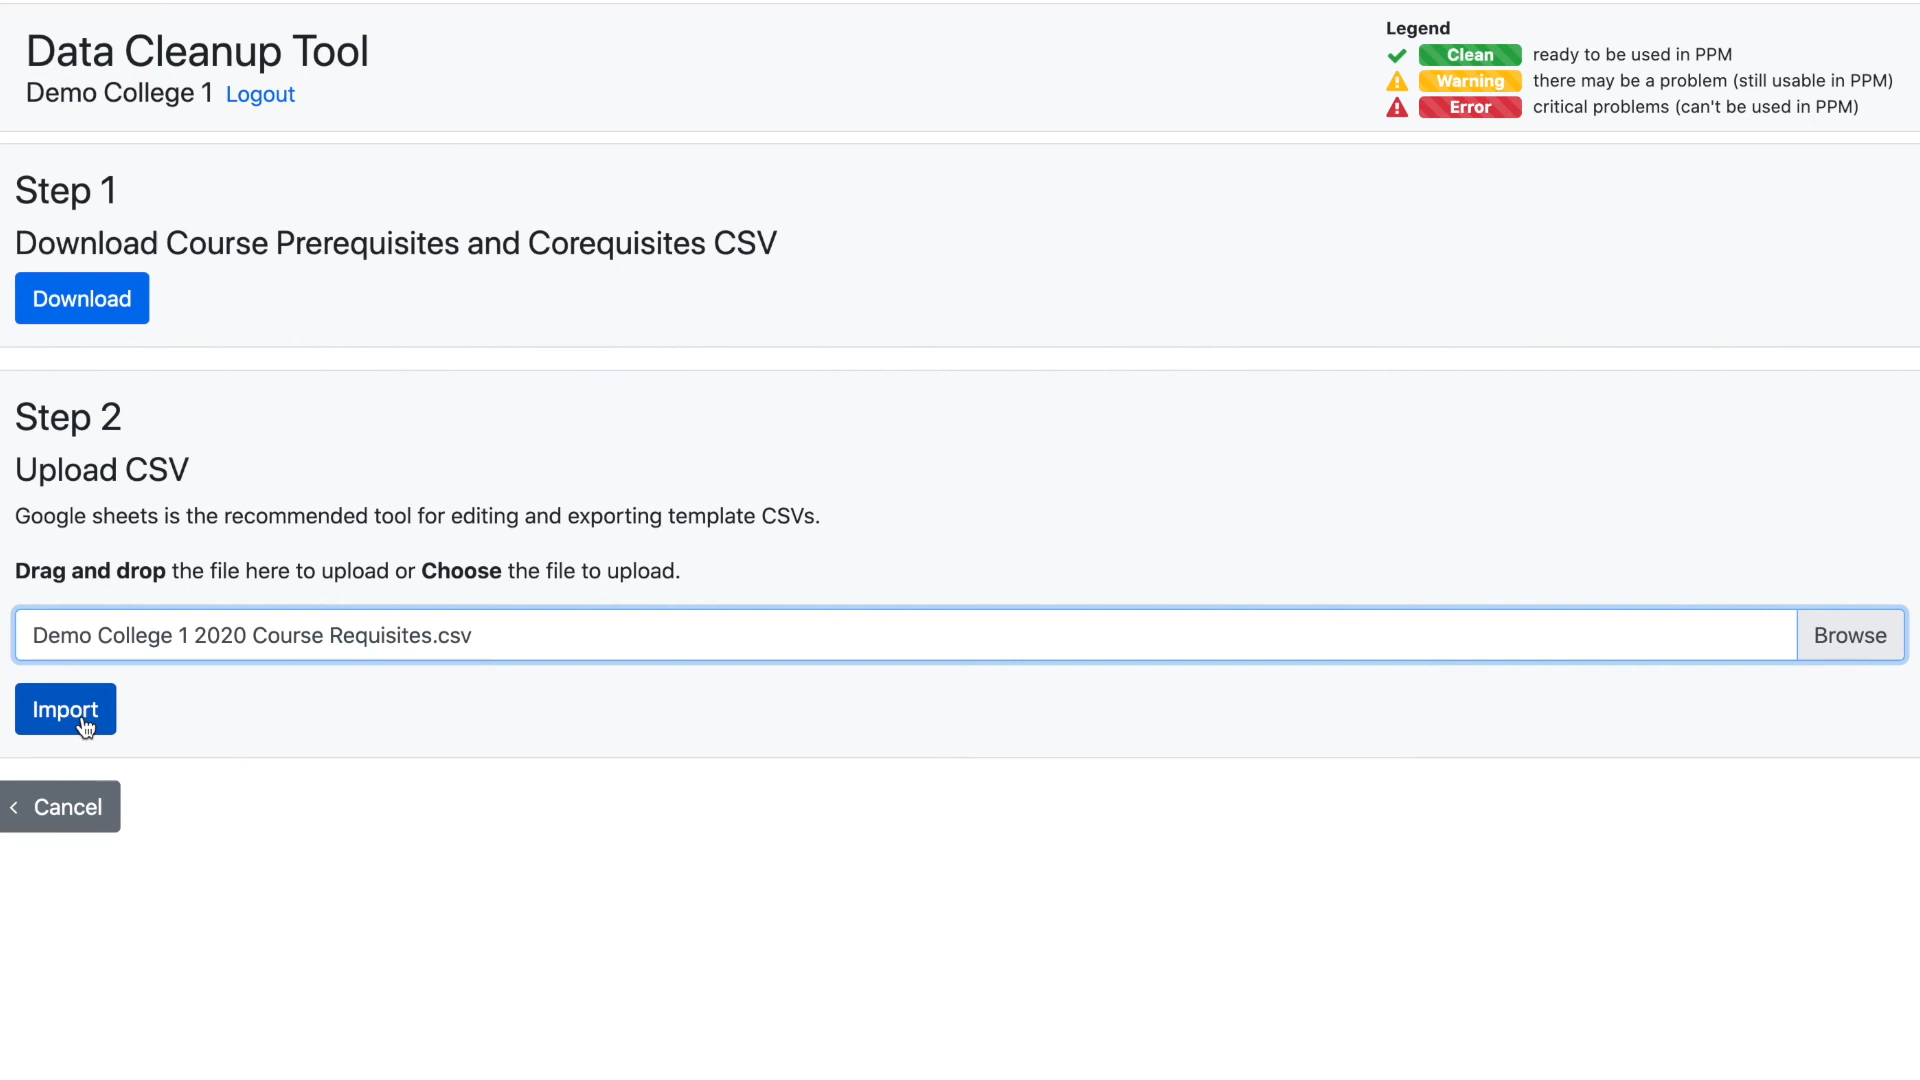 Data Cleanup Tool
Demo College 1 Logout
Legend
Clean ready to be used in PPM
Warning there may be a problem (still usable in PPM)
Error critical problems (can't be used in PPM)
Step 1
Download Course Prerequisites and Corequisites CSV
Download
Step 2
Upload CSV
Google sheets is the recommended tool for editing and exporting template CSVs.
Drag and drop the file here to upload or Choose the file to upload.
Demo College 1 2020 Course Requisites.csv Browse
Import
Cancel